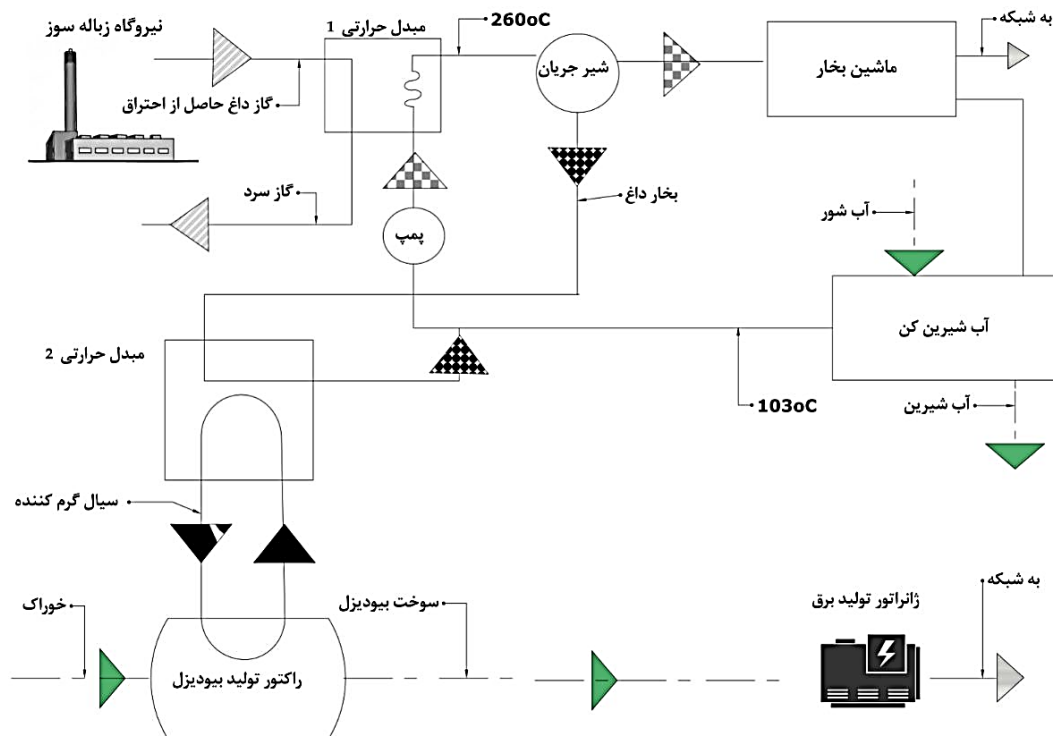 نیروگاه زباله سوز
مبدل حرارتی 1
260oC
به شبکه
شیر جریان
ماشین بخار
گاز داغ حاصل از احتراق
گاز سرد
بخار داغ
آب شور
پمپ
مبدل حرارتی 2
آب شیرین کن
103oC
آب شیرین
سیال گرم کننده
خوراک
سوخت بیودیزل
ژانراتور تولید برق
به شبکه
راکتور تولید بیودیزل